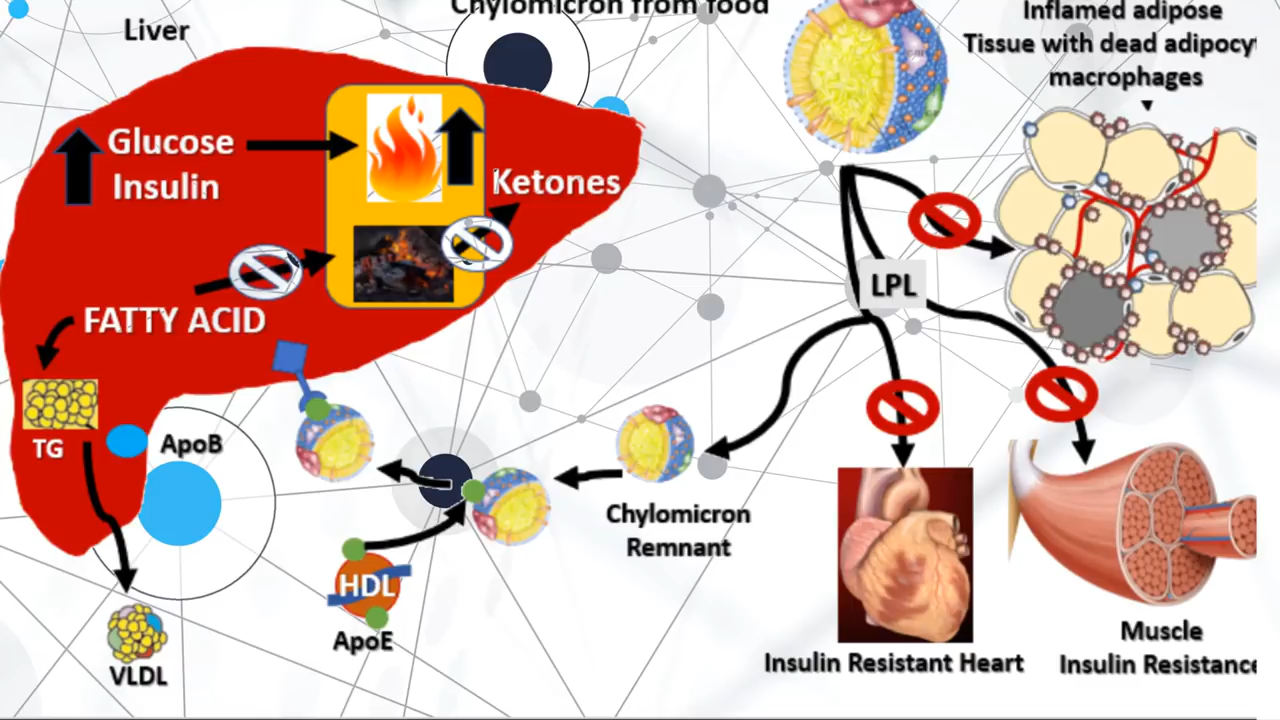 Chylomicron from food
Liver
Inflamed adipose
Tissue with dead adipocy
macrophages
Glucose
Insulin
Ketones
FATTY ACID
LPL
TG
ApoB
Chylomicron
Remnant
HDL
ApoE
VLDL
Muscle
Insulin Resistance
Insulin Resistant Heart